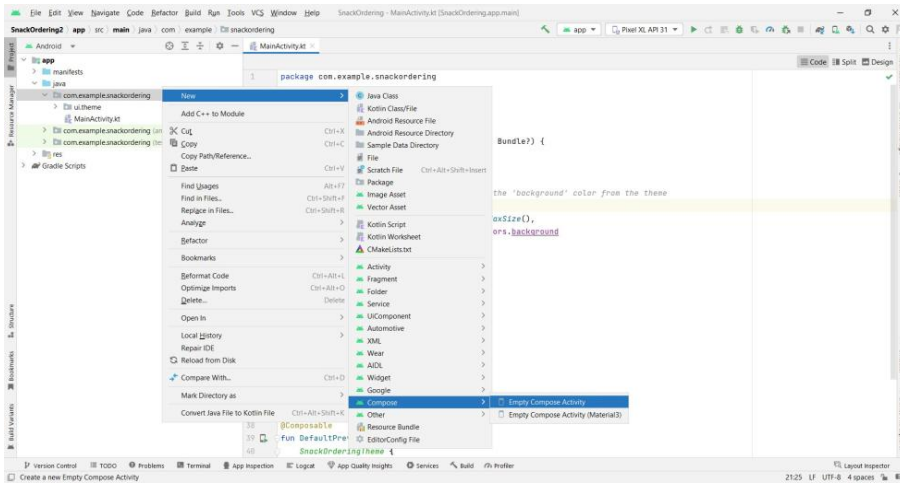 File Edit View Navigate Code Refactor Build Run Tools VCS Window Help SnackOrdering - MainActivity.kt [SnackOrdering.app.main]
SnackOrdering2 app src main java com example snackordering
app Pixel XL API 31
Android
MainActivity.kt
Code Split Design
Project
Resource Manager
Structure
Bookmarks
Build Variants
app
manifests
java
com.example.snackordering
ui.theme
MainActivity.kt
com.example.snackordering
com.example.snackordering
res
Gradle Scripts
New
Add C++ to Module
Cut Ctrl+X
Copy Ctrl+C
Copy Path/Reference...
Paste Ctrl+V
Find Usages Alt+F7
Find in Files... Ctrl+Shift+F
Replace in Files... Ctrl+Shift+R
Analyze
Refactor
Bookmarks
Reformat Code Ctrl+Alt+L
Optimize Imports Ctrl+Alt+O
Delete... Delete
Open In
Local History
Repair IDE
Reload from Disk
Compare With... Ctrl+D
Mark Directory as
Convert Java File to Kotlin File Ctrl+Alt+Shift+K
Java Class
Kotlin Class/File
Android Resource File
Android Resource Directory
Sample Data Directory
File
Scratch File Ctrl+Alt+Shift+Insert
Package
Image Asset
Vector Asset
Kotlin Script
Kotlin Worksheet
CMakeLists.txt
Activity
Fragment
Folder
Service
UiComponent
Automotive
XML
Wear
AIDL
Widget
Google
Compose
Other
Resource Bundle
EditorConfig File
Empty Compose Activity
Empty Compose Activity (Material3)
1 package com.example.snackordering
Bundle?) {
the 'background' color from the theme
axSize(),
ors.background
38 @Composable
39 fun DefaultPre
40 SnackOrderingTheme {
Version Control TODO Problems Terminal App Inspection Logcat App Quality Insights Services Build Profiler Layout Inspector
Create a new Empty Compose Activity 21:25 LF UTF-8 4 spaces